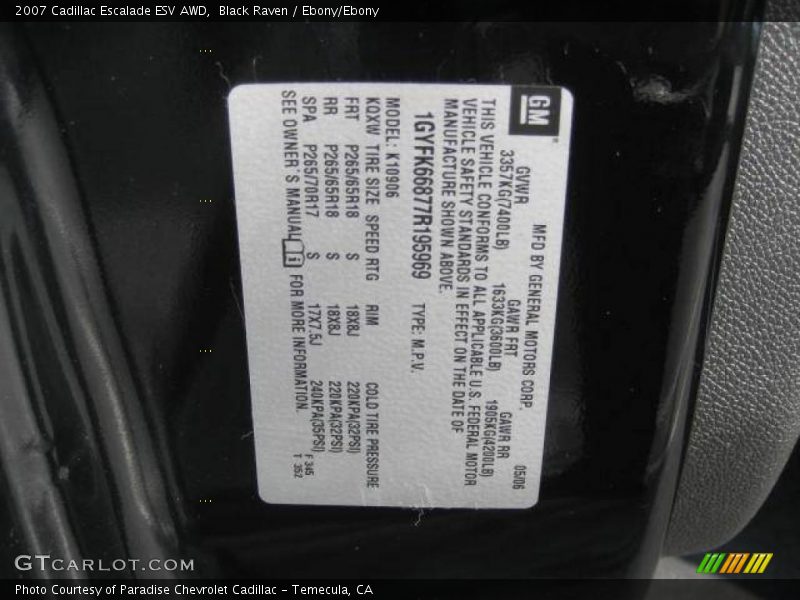 2007 Cadillac Escalade ESV AWD, Black Raven / Ebony/Ebony
GM
MFD BY GENERAL MOTORS CORP. 05/06
GVWR GAWR FRT GAWR RR
3357KG(7400LB) 1633KG(3600LB) 1905KG(4200LB)
THIS VEHICLE CONFORMS TO ALL APPLICABLE U.S. FEDERAL MOTOR
VEHICLE SAFETY STANDARDS IN EFFECT ON THE DATE OF
MANUFACTURE SHOWN ABOVE.
1GYFK66877R195969 TYPE: M.P.V.
MODEL: K10906
KQXW TIRE SIZE SPEED RTG RIM COLD TIRE PRESSURE
FRT P265/65R18 S 18X8J 220KPA(32PSI)
RR P265/65R18 S 18X8J 220KPA(32PSI)
SPA P265/70R17 S 17X7.5J 240KPA(35PSI)
SEE OWNER'S MANUAL i FOR MORE INFORMATION.
F 345
T 352
GTCARLOT.COM
Photo Courtesy of Paradise Chevrolet Cadillac - Temecula, CA